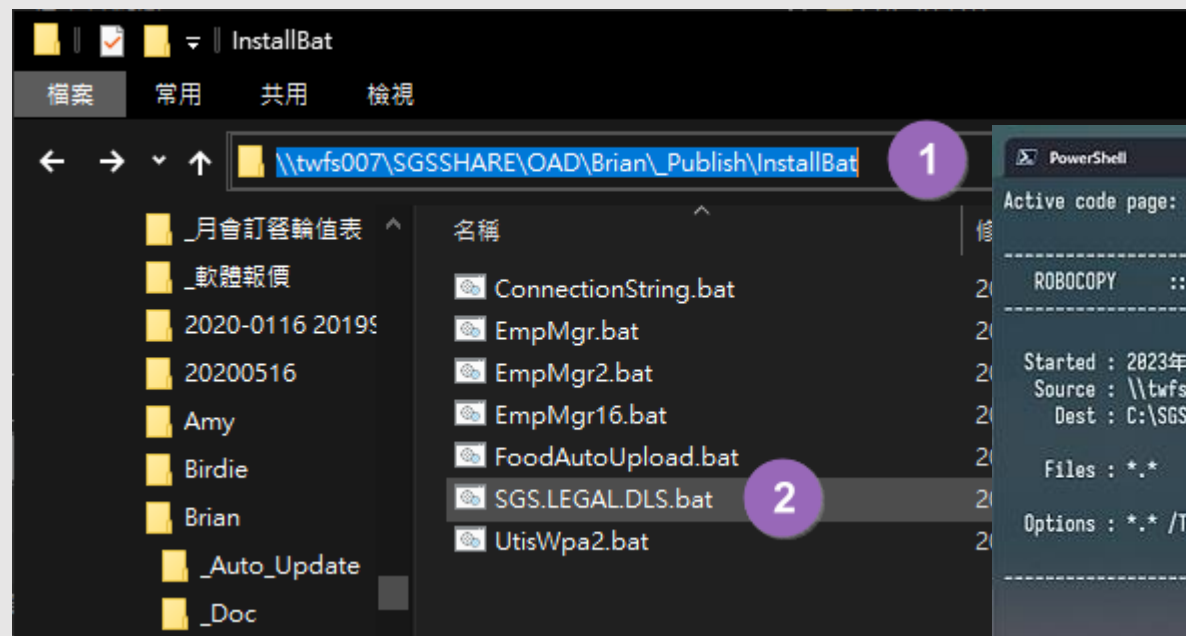 InstallBat
檔案 常用 共用 檢視
\\twfs007\SGSSHARE\OAD\Brian\_Publish\InstallBat
1
_月會訂餐輪值表
_軟體報價
2020-0116 2019S
20200516
Amy
Birdie
Brian
_Auto_Update
_Doc
名稱
ConnectionString.bat
EmpMgr.bat
EmpMgr2.bat
EmpMgr16.bat
FoodAutoUpload.bat
SGS.LEGAL.DLS.bat
2
UtisWpa2.bat
PowerShell
Active code page:
ROBOCOPY ::
Started : 2023年
Source : \\twfs
Dest : C:\SGS
Files : *.*
Options : *.* /T